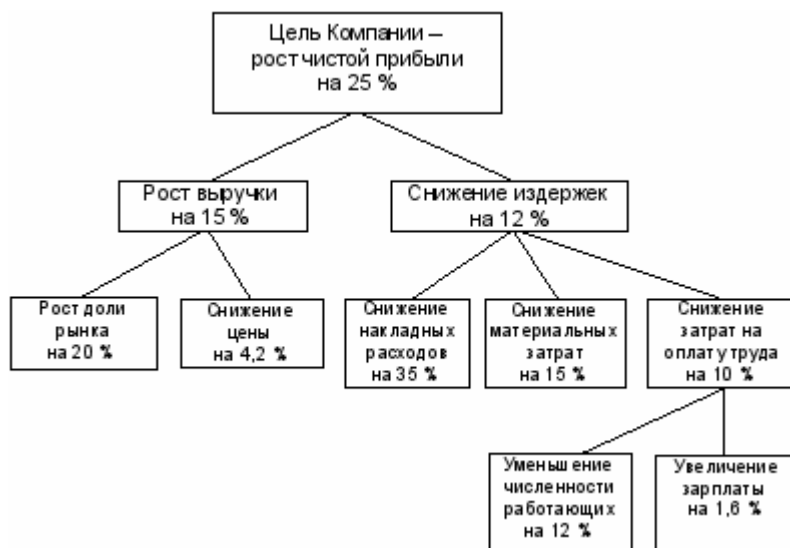 Цель Компании –
рост чистой прибыли
на 25 %
Рост выручки
на 15 %
Снижение издержек
на 12 %
Рост доли
рынка
на 20 %
Снижение
цены
на 4,2 %
Снижение
накладных
расходов
на 35 %
Снижение
материальных
затрат
на 15 %
Снижение
затрат на
оплату труда
на 10 %
Уменьшение
численности
работающих
на 12 %
Увеличение
зарплаты
на 1,6 %